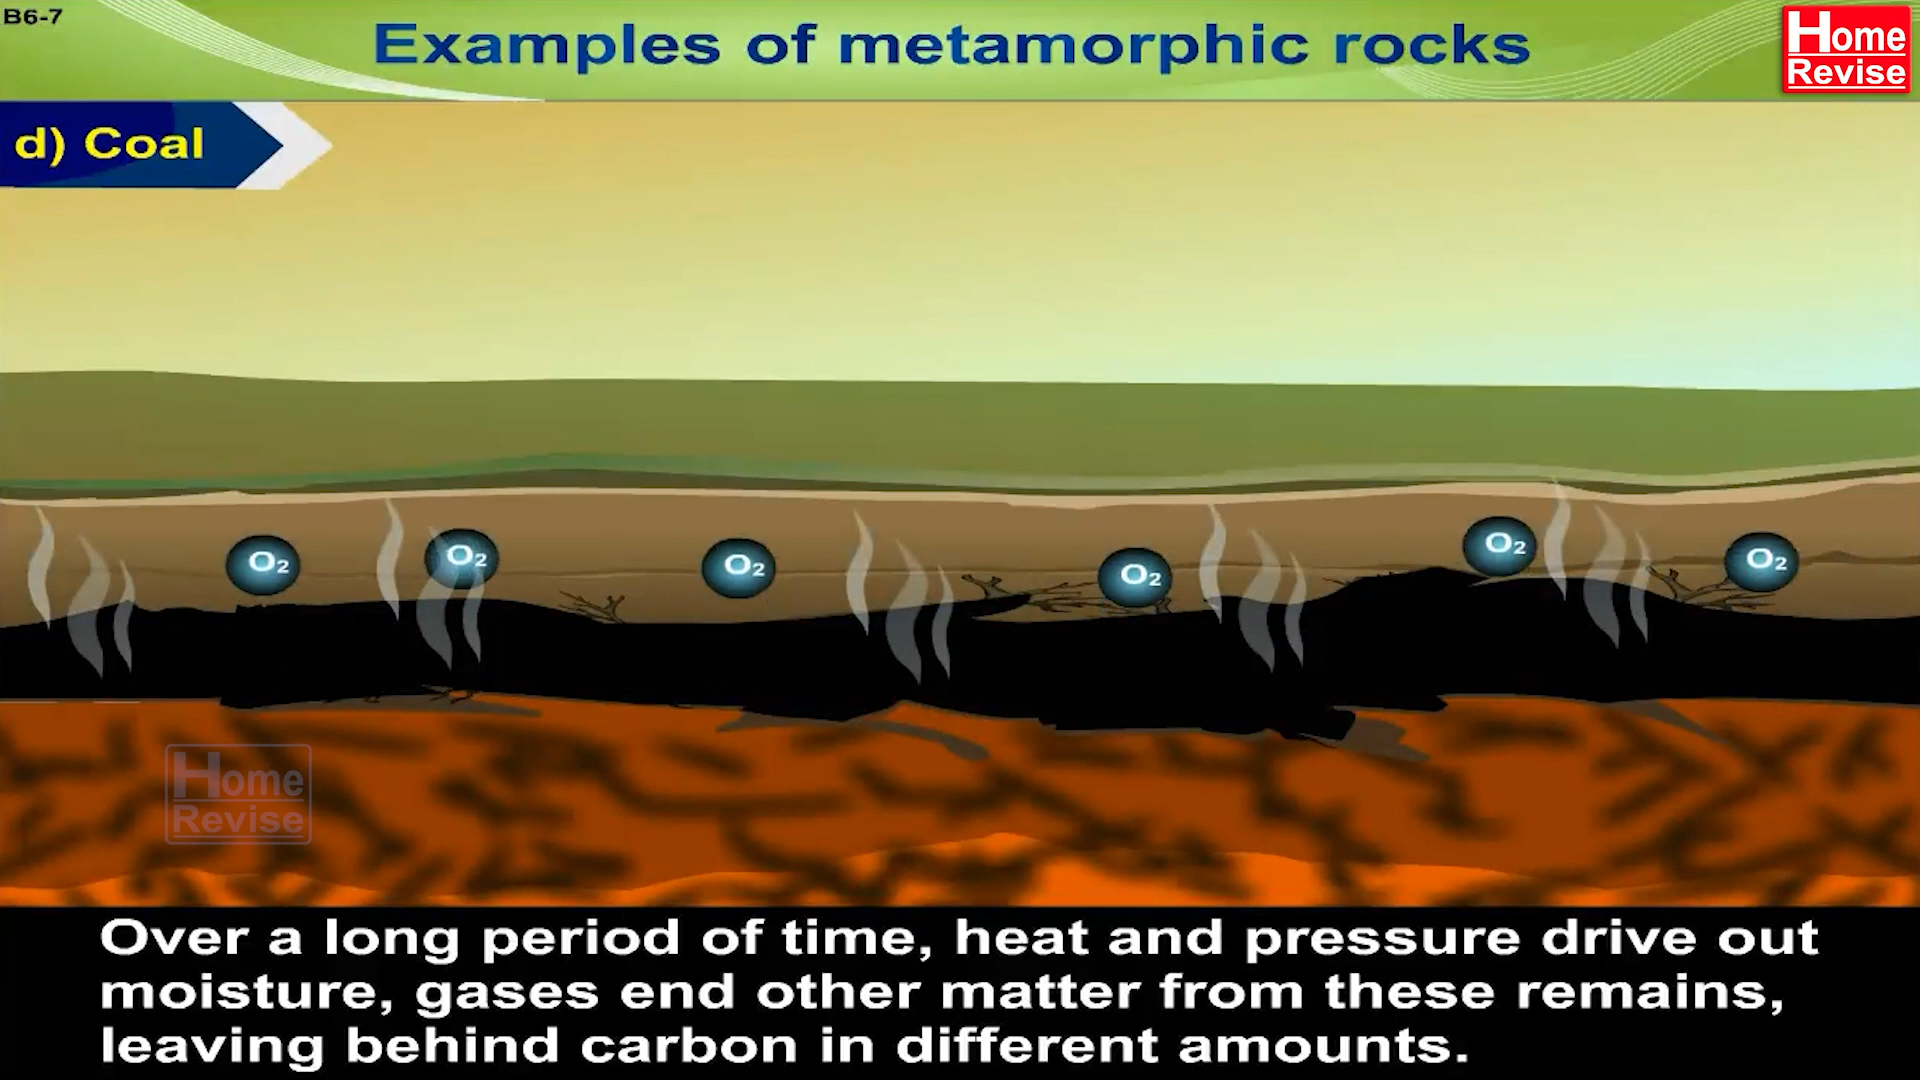 B6-7
Examples of metamorphic rocks
Home
Revise
d) Coal
O₂
O₂
O₂
O₂
O₂
O₂
Home
Revise
Over a long period of time, heat and pressure drive out
moisture, gases end other matter from these remains,
leaving behind carbon in different amounts.